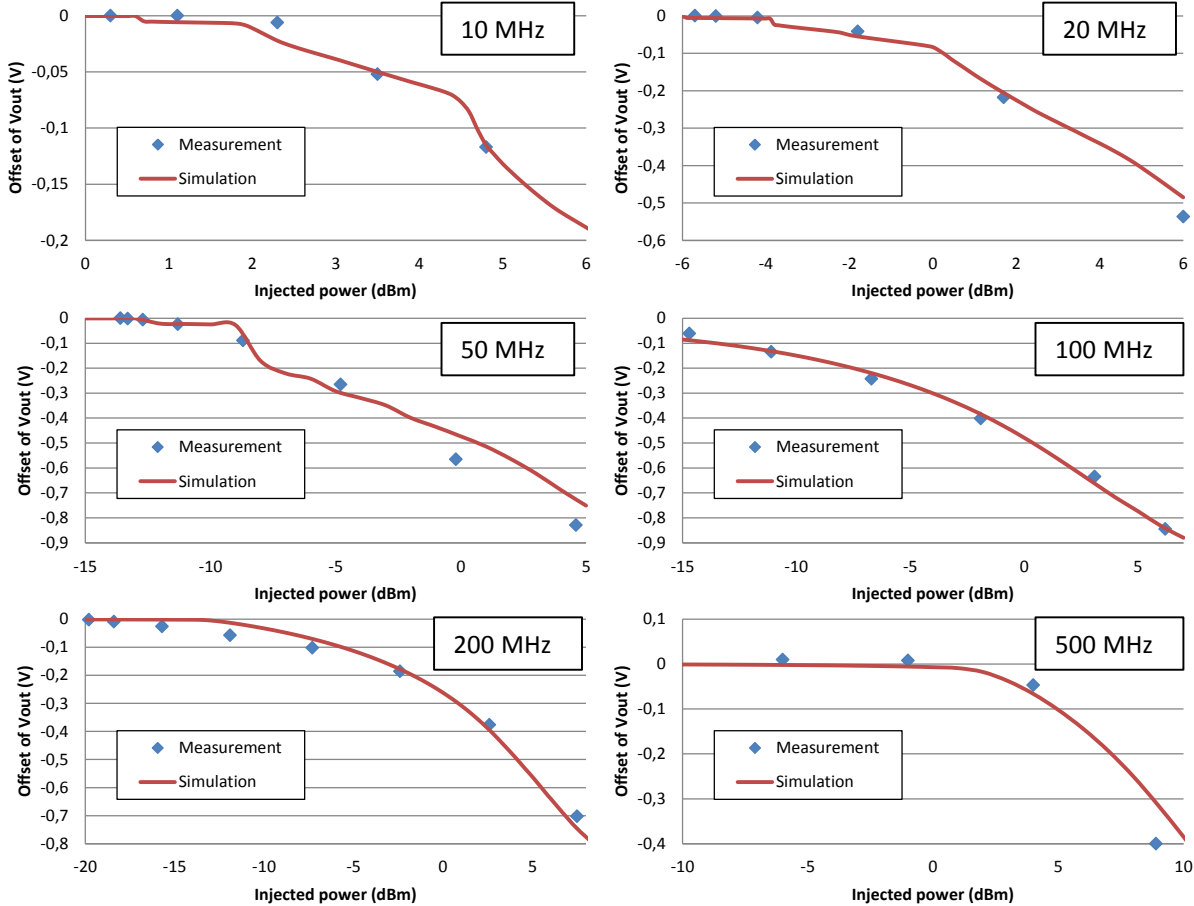 10 MHz
0
-0,05
-0,1
-0,15
-0,2
Offset of Vout (V)
Measurement
Simulation
0 1 2 3 4 5 6
Injected power (dBm)
20 MHz
0
-0,1
-0,2
-0,3
-0,4
-0,5
-0,6
Offset of Vout (V)
Measurement
Simulation
-6 -4 -2 0 2 4 6
Injected power (dBm)
50 MHz
0
-0,1
-0,2
-0,3
-0,4
-0,5
-0,6
-0,7
-0,8
-0,9
Offset of Vout (V)
Measurement
Simulation
-15 -10 -5 0 5
Injected power (dBm)
100 MHz
0
-0,1
-0,2
-0,3
-0,4
-0,5
-0,6
-0,7
-0,8
-0,9
Offset of Vout (V)
Measurement
Simulation
-15 -10 -5 0 5
Injected power (dBm)
200 MHz
0
-0,1
-0,2
-0,3
-0,4
-0,5
-0,6
-0,7
-0,8
Offset of Vout (V)
Measurement
Simulation
-20 -15 -10 -5 0 5
Injected power (dBm)
500 MHz
0,1
0
-0,1
-0,2
-0,3
-0,4
Offset of Vout (V)
Measurement
Simulation
-10 -5 0 5 10
Injected power (dBm)